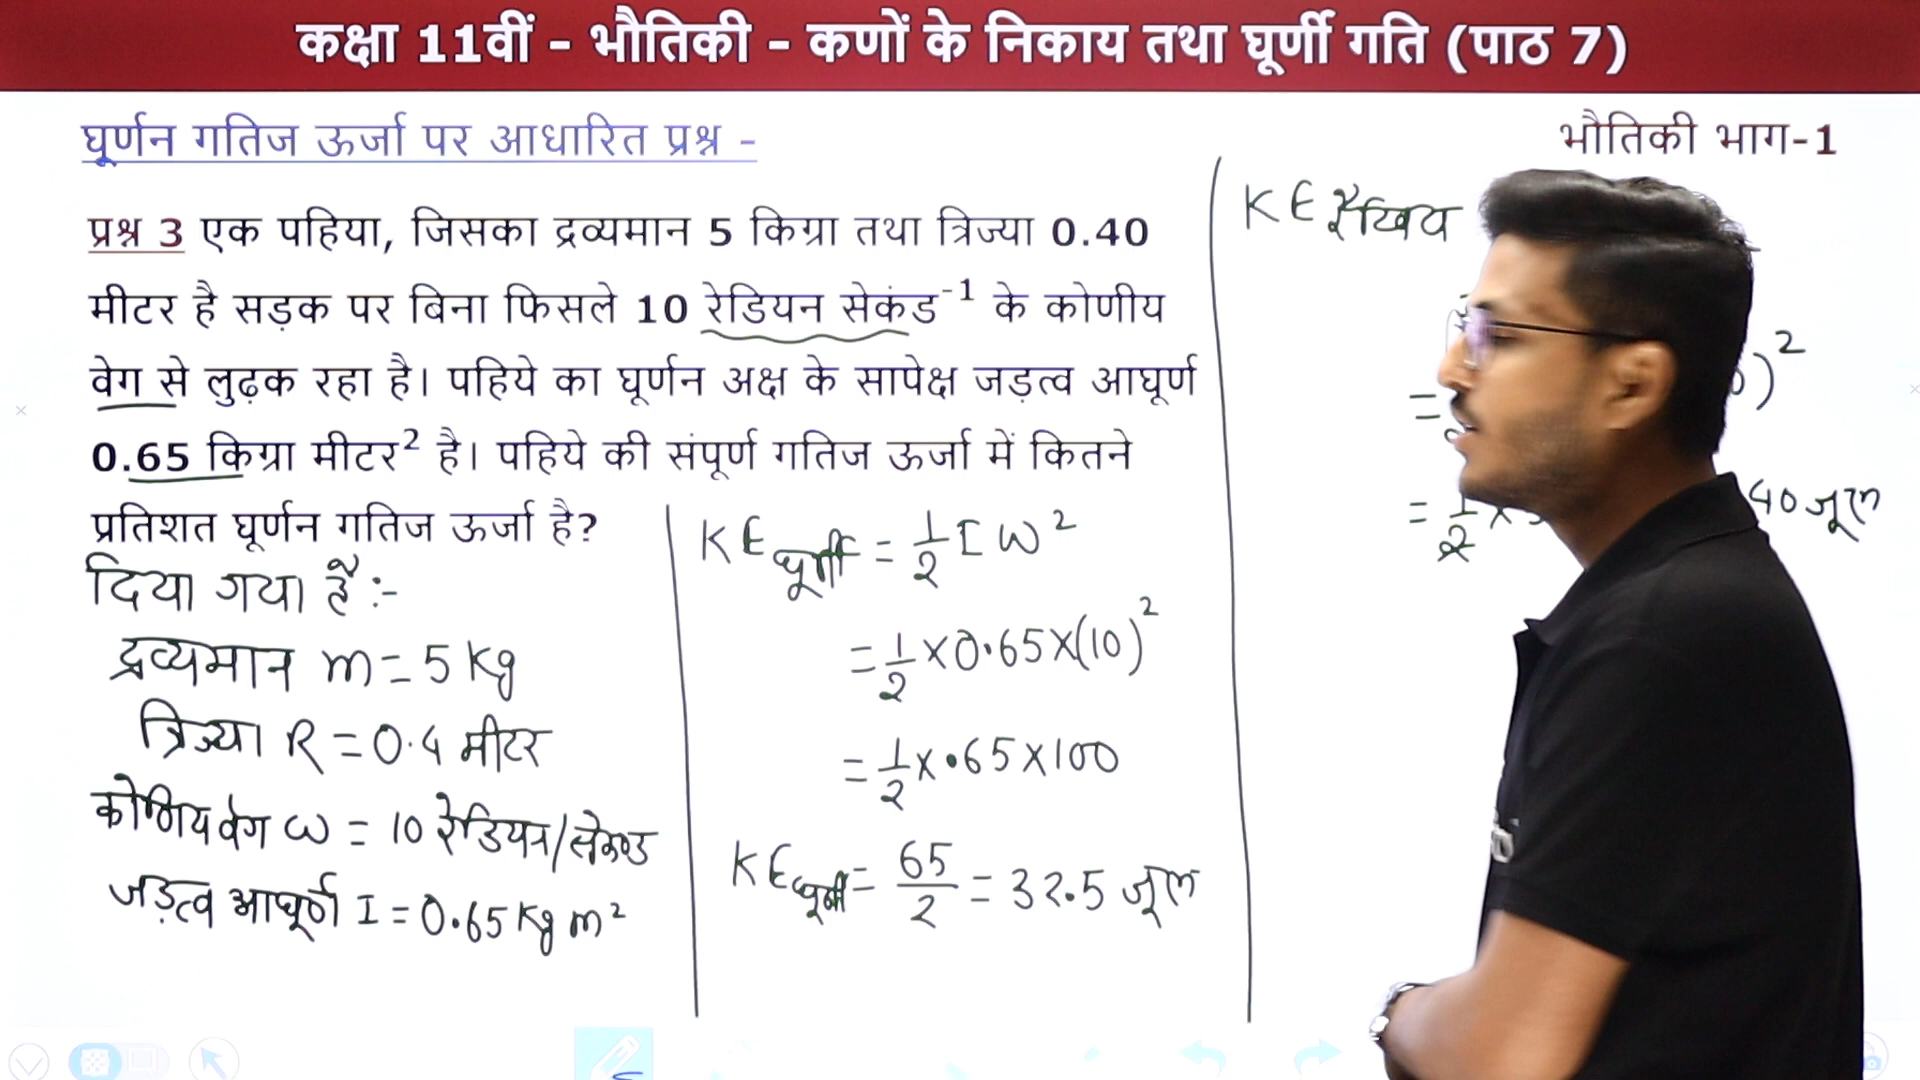 कक्षा 11वीं - भौतिकी - कणों के निकाय तथा घूर्णी गति (पाठ 7)
घूर्णन गतिज ऊर्जा पर आधारित प्रश्न -
भौतिकी भाग-1
प्रश्न 3 एक पहिया, जिसका द्रव्यमान 5 किग्रा तथा त्रिज्या 0.40
मीटर है सड़क पर बिना फिसले 10 रेडियन सेकंड⁻¹ के कोणीय
वेग से लुढ़क रहा है। पहिये का घूर्णन अक्ष के सापेक्ष जड़त्व आघूर्ण
0.65 किग्रा मीटर² है। पहिये की संपूर्ण गतिज ऊर्जा में कितने
प्रतिशत घूर्णन गतिज ऊर्जा है?
दिया गया है :-
द्रव्यमान m = 5 Kg
त्रिज्या R = 0.4 मीटर
कोणीय वेग ω = 10 रेडियन/सेकण्ड
जड़त्व आघूर्ण I = 0.65 Kg m²
KE घूर्णी = 1/2 I ω²
= 1/2 × 0.65 × (10)²
= 1/2 × .65 × 100
KE घूर्णी = 65/2 = 32.5 जूल
KE रैखिय
=
)²
= 1/2 ×
40 जूल